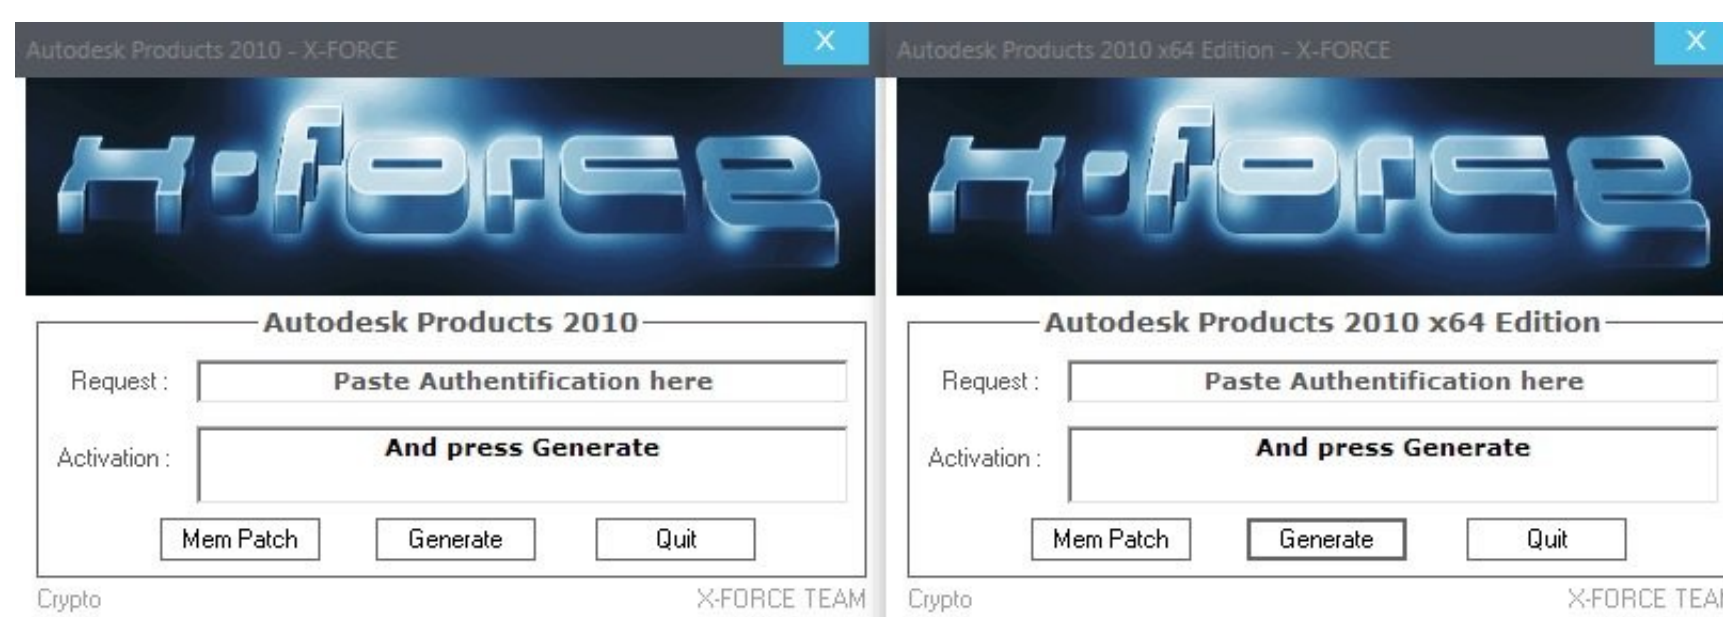 Autodesk Products 2010 - X-FORCE
X
x-force
Autodesk Products 2010
Request :
Paste Authentification here
Activation :
And press Generate
Mem Patch
Generate
Quit
Crypto
X-FORCE TEAM
Autodesk Products 2010 x64 Edition - X-FORCE
X
x-force
Autodesk Products 2010 x64 Edition
Request :
Paste Authentification here
Activation :
And press Generate
Mem Patch
Generate
Quit
Crypto
X-FORCE TEA